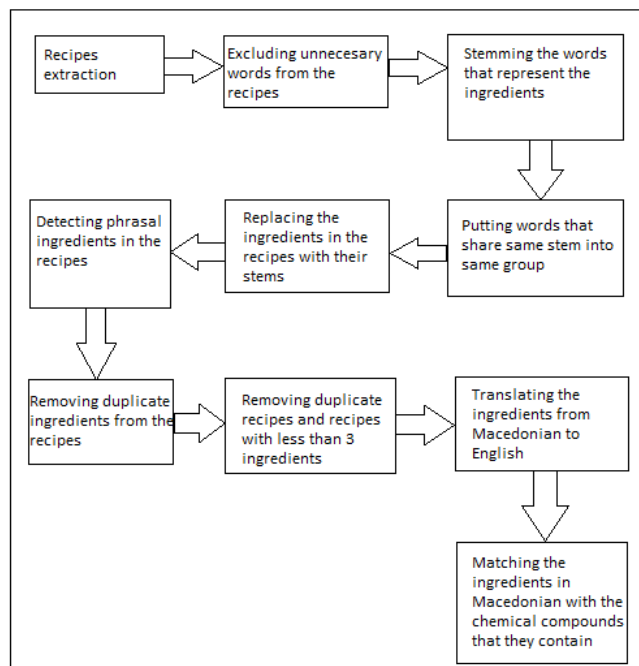 Recipes
extraction
Excluding unnecesary
words from the
recipes
Stemming the words
that represent the
ingredients
Putting words that
share same stem into
same group
Replacing the
ingredients in the
recipes with their
stems
Detecting phrasal
ingredients in the
recipes
Removing duplicate
ingredients from the
recipes
Removing duplicate
recipes and recipes
with less than 3
ingredients
Translating the
ingredients from
Macedonian to
English
Matching the
ingredients in
Macedonian with the
chemical compounds
that they contain